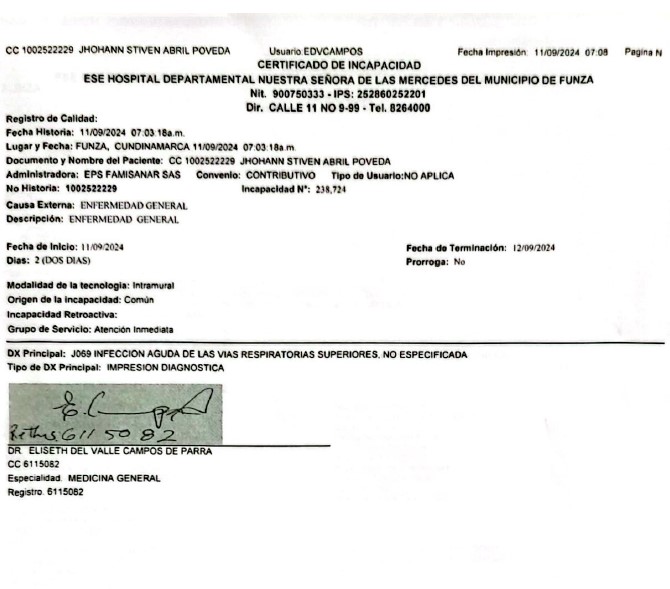 CC 1002522229 JHOHANN STIVEN ABRIL POVEDA Usuario:EDVCAMPOS Fecha Impresión: 11/09/2024 07:08 Pagina N
CERTIFICADO DE INCAPACIDAD
ESE HOSPITAL DEPARTAMENTAL NUESTRA SEÑORA DE LAS MERCEDES DEL MUNICIPIO DE FUNZA
Nit. 900750333 - IPS: 252860252201
Dir. CALLE 11 NO 9-99 - Tel. 8264000
Registro de Calidad:
Fecha Historia: 11/09/2024 07:03:18a.m.
Lugar y Fecha: FUNZA, CUNDINAMARCA 11/09/2024 07:03:18a.m.
Documento y Nombre del Paciente: CC 1002522229 JHOHANN STIVEN ABRIL POVEDA
Administradora: EPS FAMISANAR SAS Convenio: CONTRIBUTIVO Tipo de Usuario:NO APLICA
No Historia: 1002522229 Incapacidad N°: 238,724
Causa Externa: ENFERMEDAD GENERAL
Descripción: ENFERMEDAD GENERAL
Fecha de Inicio: 11/09/2024 Fecha de Terminación: 12/09/2024
Dias: 2 (DOS DIAS) Prorroga: No
Modalidad de la tecnologia: Intramural
Origen de la incapacidad: Común
Incapacidad Retroactiva:
Grupo de Servicio: Atención Inmediata
DX Principal: J069 INFECCION AGUDA DE LAS VIAS RESPIRATORIAS SUPERIORES, NO ESPECIFICADA
Tipo de DX Principal: IMPRESION DIAGNOSTICA
Rethus 6115082
DR. ELISETH DEL VALLE CAMPOS DE PARRA
CC 6115082
Especialidad. MEDICINA GENERAL
Registro. 6115082